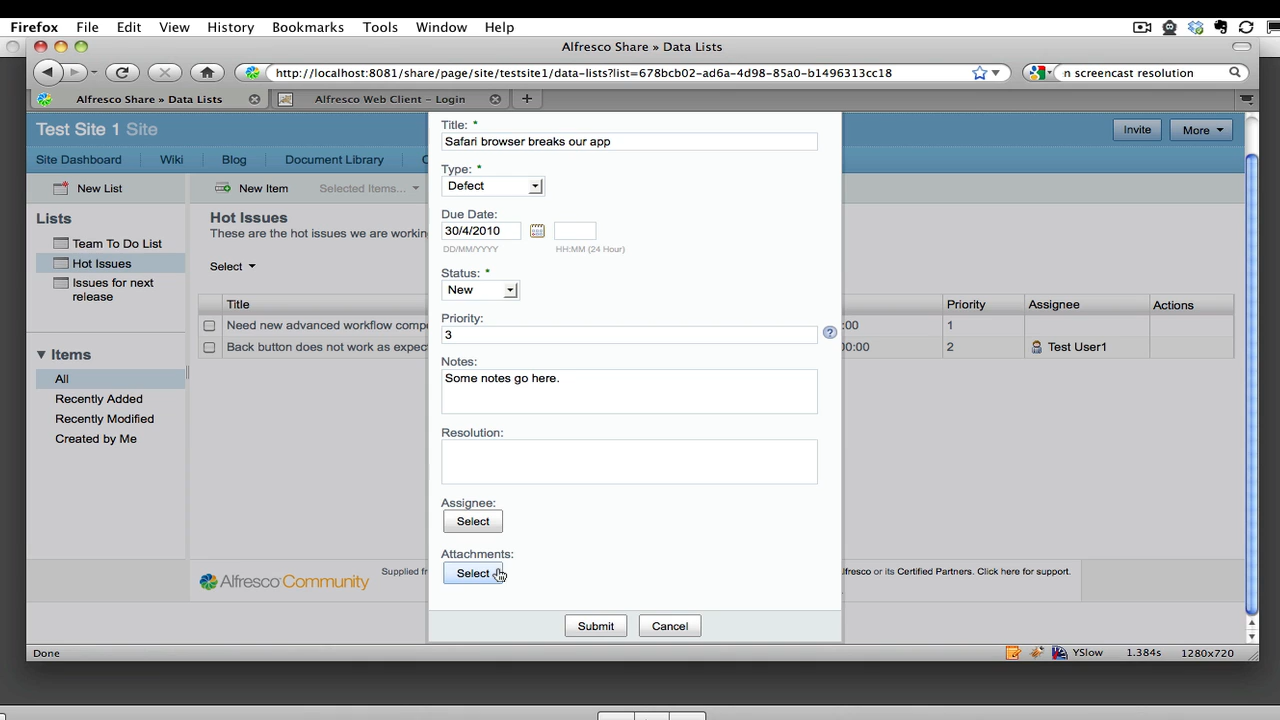 Firefox File Edit View History Bookmarks Tools Window Help
Alfresco Share » Data Lists
http://localhost:8081/share/page/site/testsite1/data-lists?list=678bcb02-ad6a-4d98-85a0-b1496313cc18
n screencast resolution
Alfresco Share » Data Lists
Alfresco Web Client – Login
Test Site 1 Site
Invite
More
Site Dashboard Wiki Blog Document Library
New List
New Item
Selected Items...
Lists
Team To Do List
Hot Issues
Issues for next
release
Items
All
Recently Added
Recently Modified
Created by Me
Hot Issues
These are the hot issues we are workin
Select
Title Priority Assignee Actions
Need new advanced workflow comp :00 1
Back button does not work as expec 00:00 2 Test User1
Title: *
Safari browser breaks our app
Type: *
Defect
Due Date:
30/4/2010
DD/MM/YYYY HH:MM (24 Hour)
Status: *
New
Priority:
3
?
Notes:
Some notes go here.
Resolution:
Assignee:
Select
Attachments:
Select
Submit Cancel
Alfresco Community
Supplied fr
lfresco or its Certified Partners. Click here for support.
Done
YSlow 1.384s 1280x720